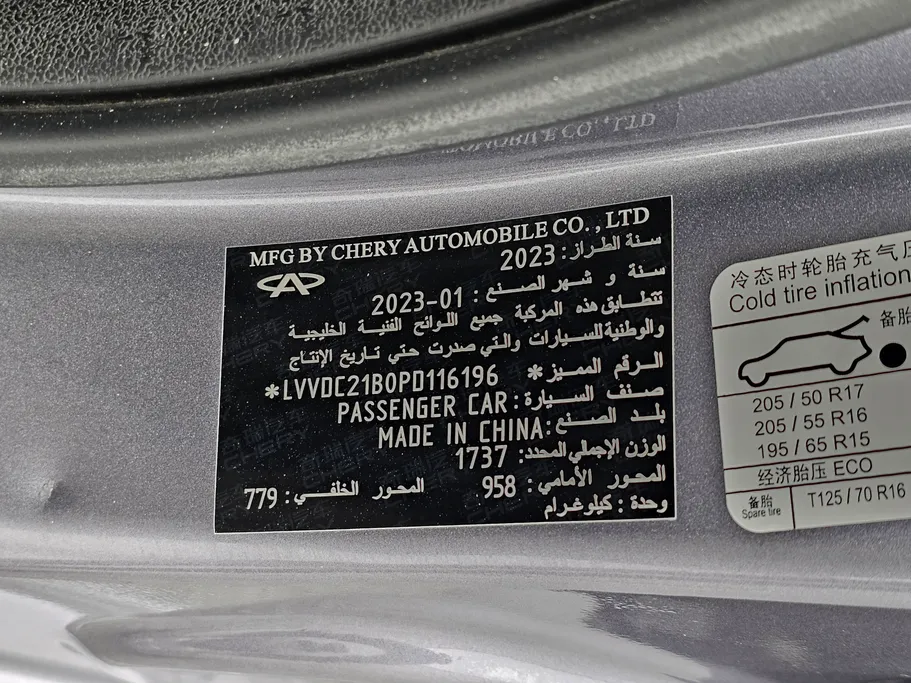 MFG BY CHERY AUTOMOBILE CO. , LTD
سنة الطراز: 2023
سنة و شهر الصنع : 2023-01
تتطابق هذه المركبة جميع اللوائح الفنية الخليجية
والوطنية للسيارات والتي صدرت حتي تاريخ الإنتاج
الرقم المميز: *LVVDC21B0PD116196*
صنف السيارة: PASSENGER CAR
بلد الصنع: MADE IN CHINA
الوزن الإجمالي المحدد: 1737
المحور الأمامي: 958 المحور الخلفي: 779
وحدة : كيلوغرام
冷态时轮胎充气压
Cold tire inflation
备胎
205 / 50 R17
205 / 55 R16
195 / 65 R15
经济胎压 ECO
备胎
Spare tire
T125 / 70 R16